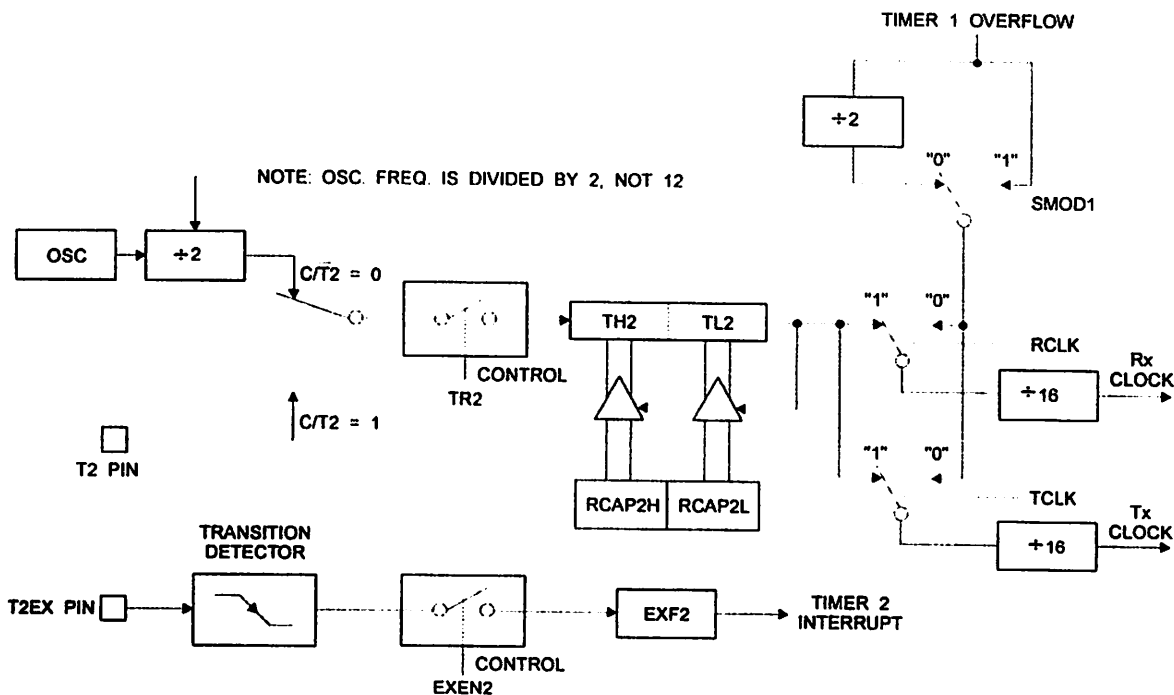 TIMER 1 OVERFLOW
÷2
"0" "1"
SMOD1
NOTE: OSC. FREQ. IS DIVIDED BY 2, NOT 12
OSC
÷2
C/T2 = 0
TH2 TL2
"1" "0"
RCLK
Rx
CLOCK
CONTROL
TR2
÷16
C/T2 = 1
T2 PIN
"1" "0"
RCAP2H RCAP2L
TCLK
Tx
CLOCK
÷16
TRANSITION
DETECTOR
T2EX PIN
EXF2
TIMER 2
INTERRUPT
CONTROL
EXEN2